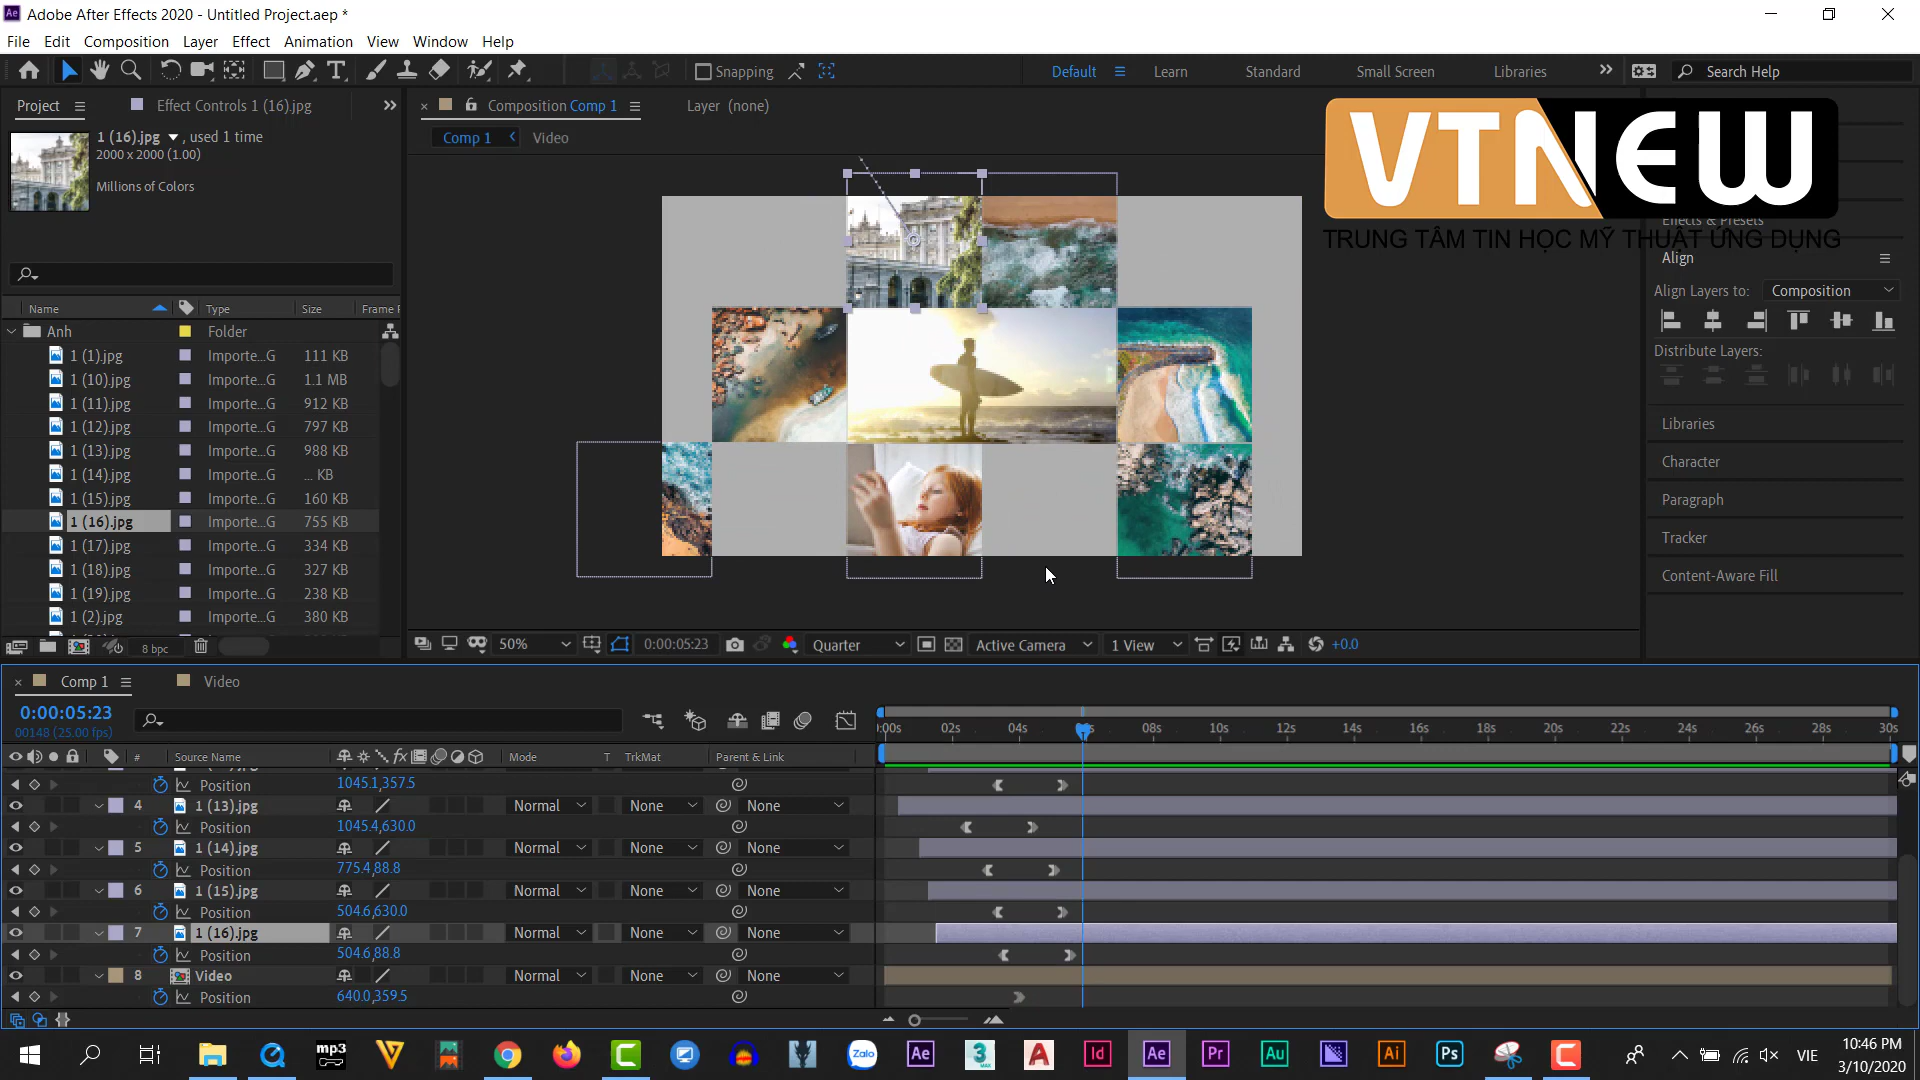 Adobe After Effects 2020 - Untitled Project.aep *
File Edit Composition Layer Effect Animation View Window Help
Snapping
Default Learn Standard Small Screen Libraries Search Help
Project Effect Controls 1 (16).jpg
Composition Comp 1 Layer (none)
Comp 1 Video
1 (16).jpg , used 1 time
2000 x 2000 (1.00)
Millions of Colors
VTNEW
TRUNG TÂM TIN HỌC MỸ THUẬT ỨNG DỤNG
Effects & Presets
Align
Align Layers to: Composition
Distribute Layers:
Libraries
Character
Paragraph
Tracker
Content-Aware Fill
Name Type Size Frame
Anh Folder
1 (1).jpg Importe...G 111 KB
1 (10).jpg Importe...G 1.1 MB
1 (11).jpg Importe...G 912 KB
1 (12).jpg Importe...G 797 KB
1 (13).jpg Importe...G 988 KB
1 (14).jpg Importe...G ... KB
1 (15).jpg Importe...G 160 KB
1 (16).jpg Importe...G 755 KB
1 (17).jpg Importe...G 334 KB
1 (18).jpg Importe...G 327 KB
1 (19).jpg Importe...G 238 KB
1 (2).jpg Importe...G 380 KB
8 bpc
50% 0:00:05:23 Quarter Active Camera 1 View +0.0
Comp 1 Video
0:00:05:23
00148 (25.00 fps)
:00s 02s 04s 08s 10s 12s 14s 16s 18s 20s 22s 24s 26s 28s 30s
# Source Name Mode T TrkMat Parent & Link
Position 1045.1,357.5
4 1 (13).jpg Normal None None
Position 1045.4,630.0
5 1 (14).jpg Normal None None
Position 775.4,88.8
6 1 (15).jpg Normal None None
Position 504.6,630.0
7 1 (16).jpg Normal None None
Position 504.6,88.8
8 Video Normal None None
Position 640.0,359.5
mp3 Zalo Ae 3 MAX A Id Ae Pr Au Ai Ps VIE
10:46 PM
3/10/2020